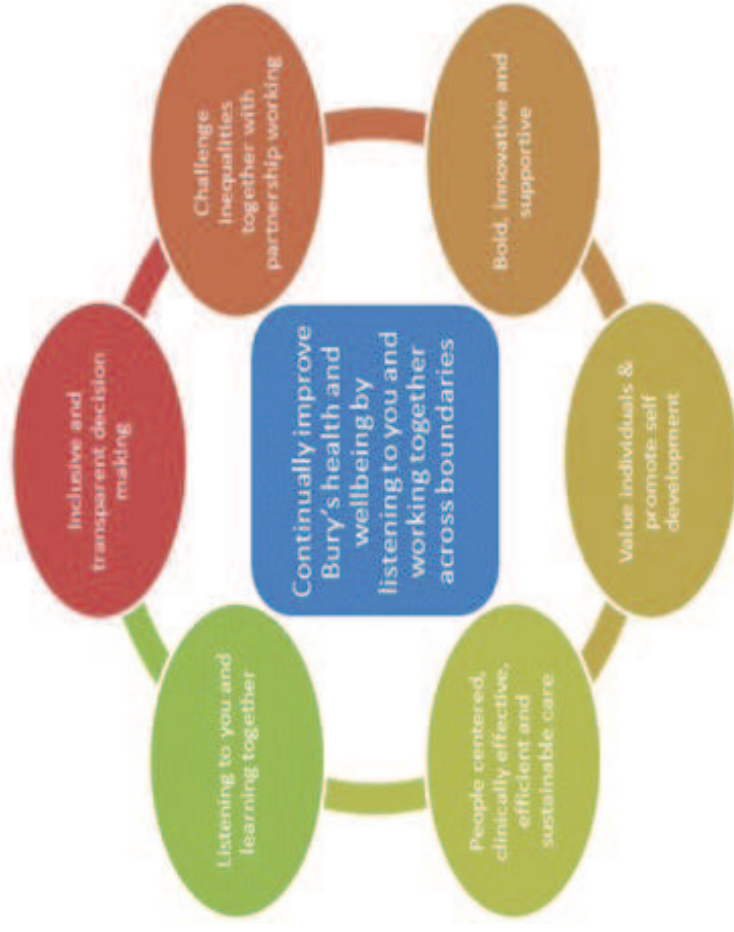 Inclusive and
transparent decision
making
Challenge
inequalities
together with
partnership working
Bold, innovative and
supportive
Value individuals &
promote self
development
People centered,
clinically effective,
efficient and
sustainable care
Listening to you and
learning together
Continually improve
Bury's health and
wellbeing by
listening to you and
working together
across boundaries